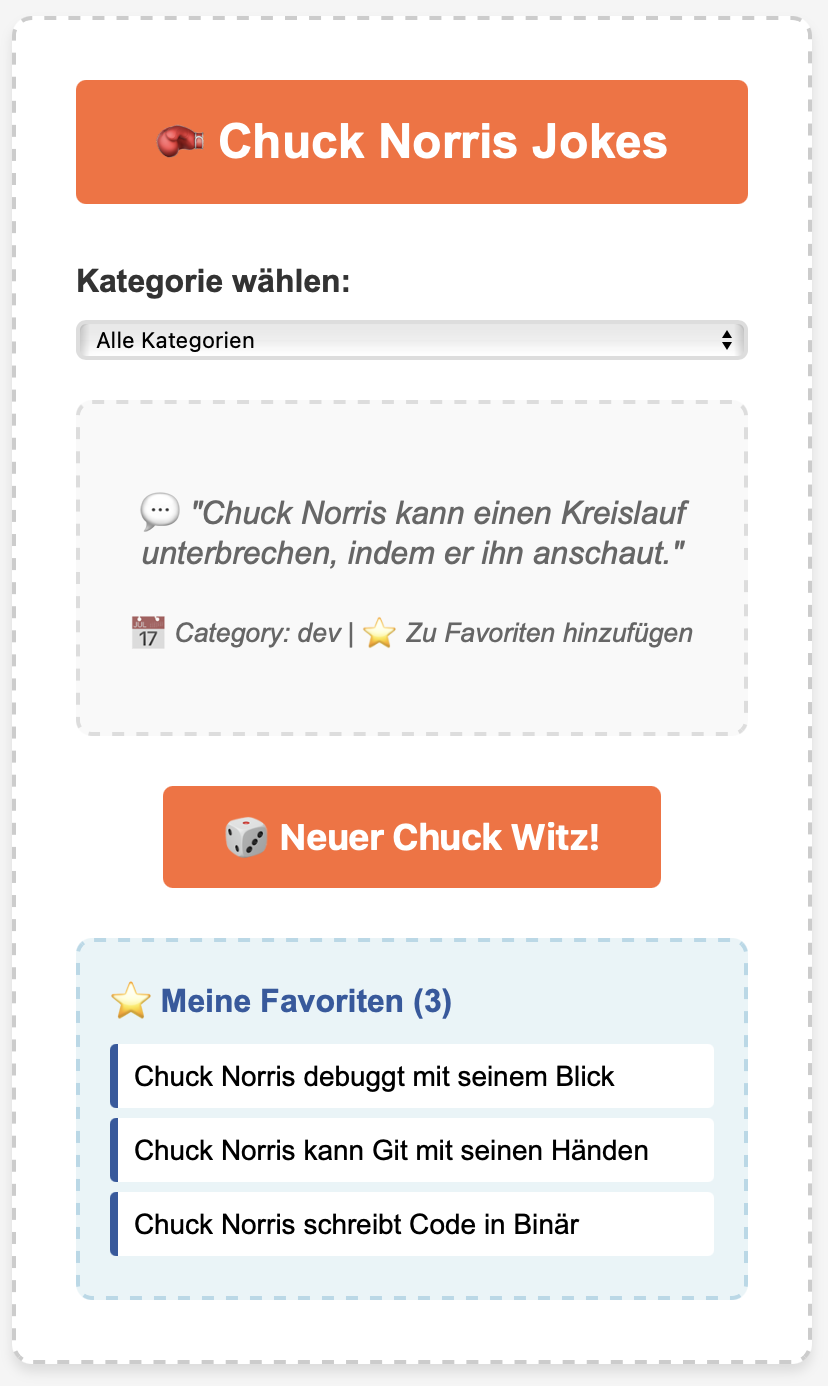 🥊 Chuck Norris Jokes
Kategorie wählen:
Alle Kategorien
💬 "Chuck Norris kann einen Kreislauf
unterbrechen, indem er ihn anschaut."
📅 Category: dev | ⭐ Zu Favoriten hinzufügen
🎲 Neuer Chuck Witz!
⭐ Meine Favoriten (3)
Chuck Norris debuggt mit seinem Blick
Chuck Norris kann Git mit seinen Händen
Chuck Norris schreibt Code in Binär